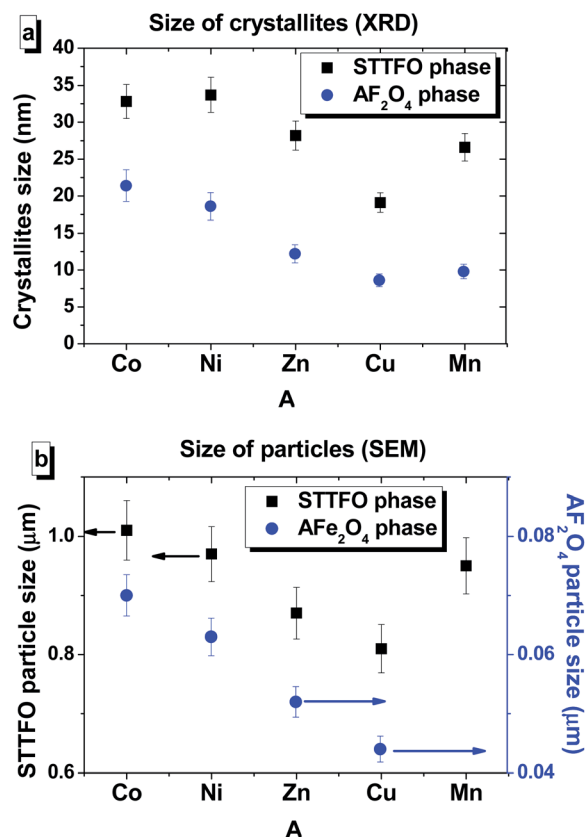 a
Size of crystallites (XRD)
STTFO phase
AF₂O₄ phase
Crystallites size (nm)
40
35
30
25
20
15
10
5
0
Co Ni Zn Cu Mn
A
b
Size of particles (SEM)
STTFO phase
AFe₂O₄ phase
STTFO particle size (μm)
1.0
0.8
0.6
AF₂O₄ particle size (μm)
0.08
0.06
0.04
Co Ni Zn Cu Mn
A